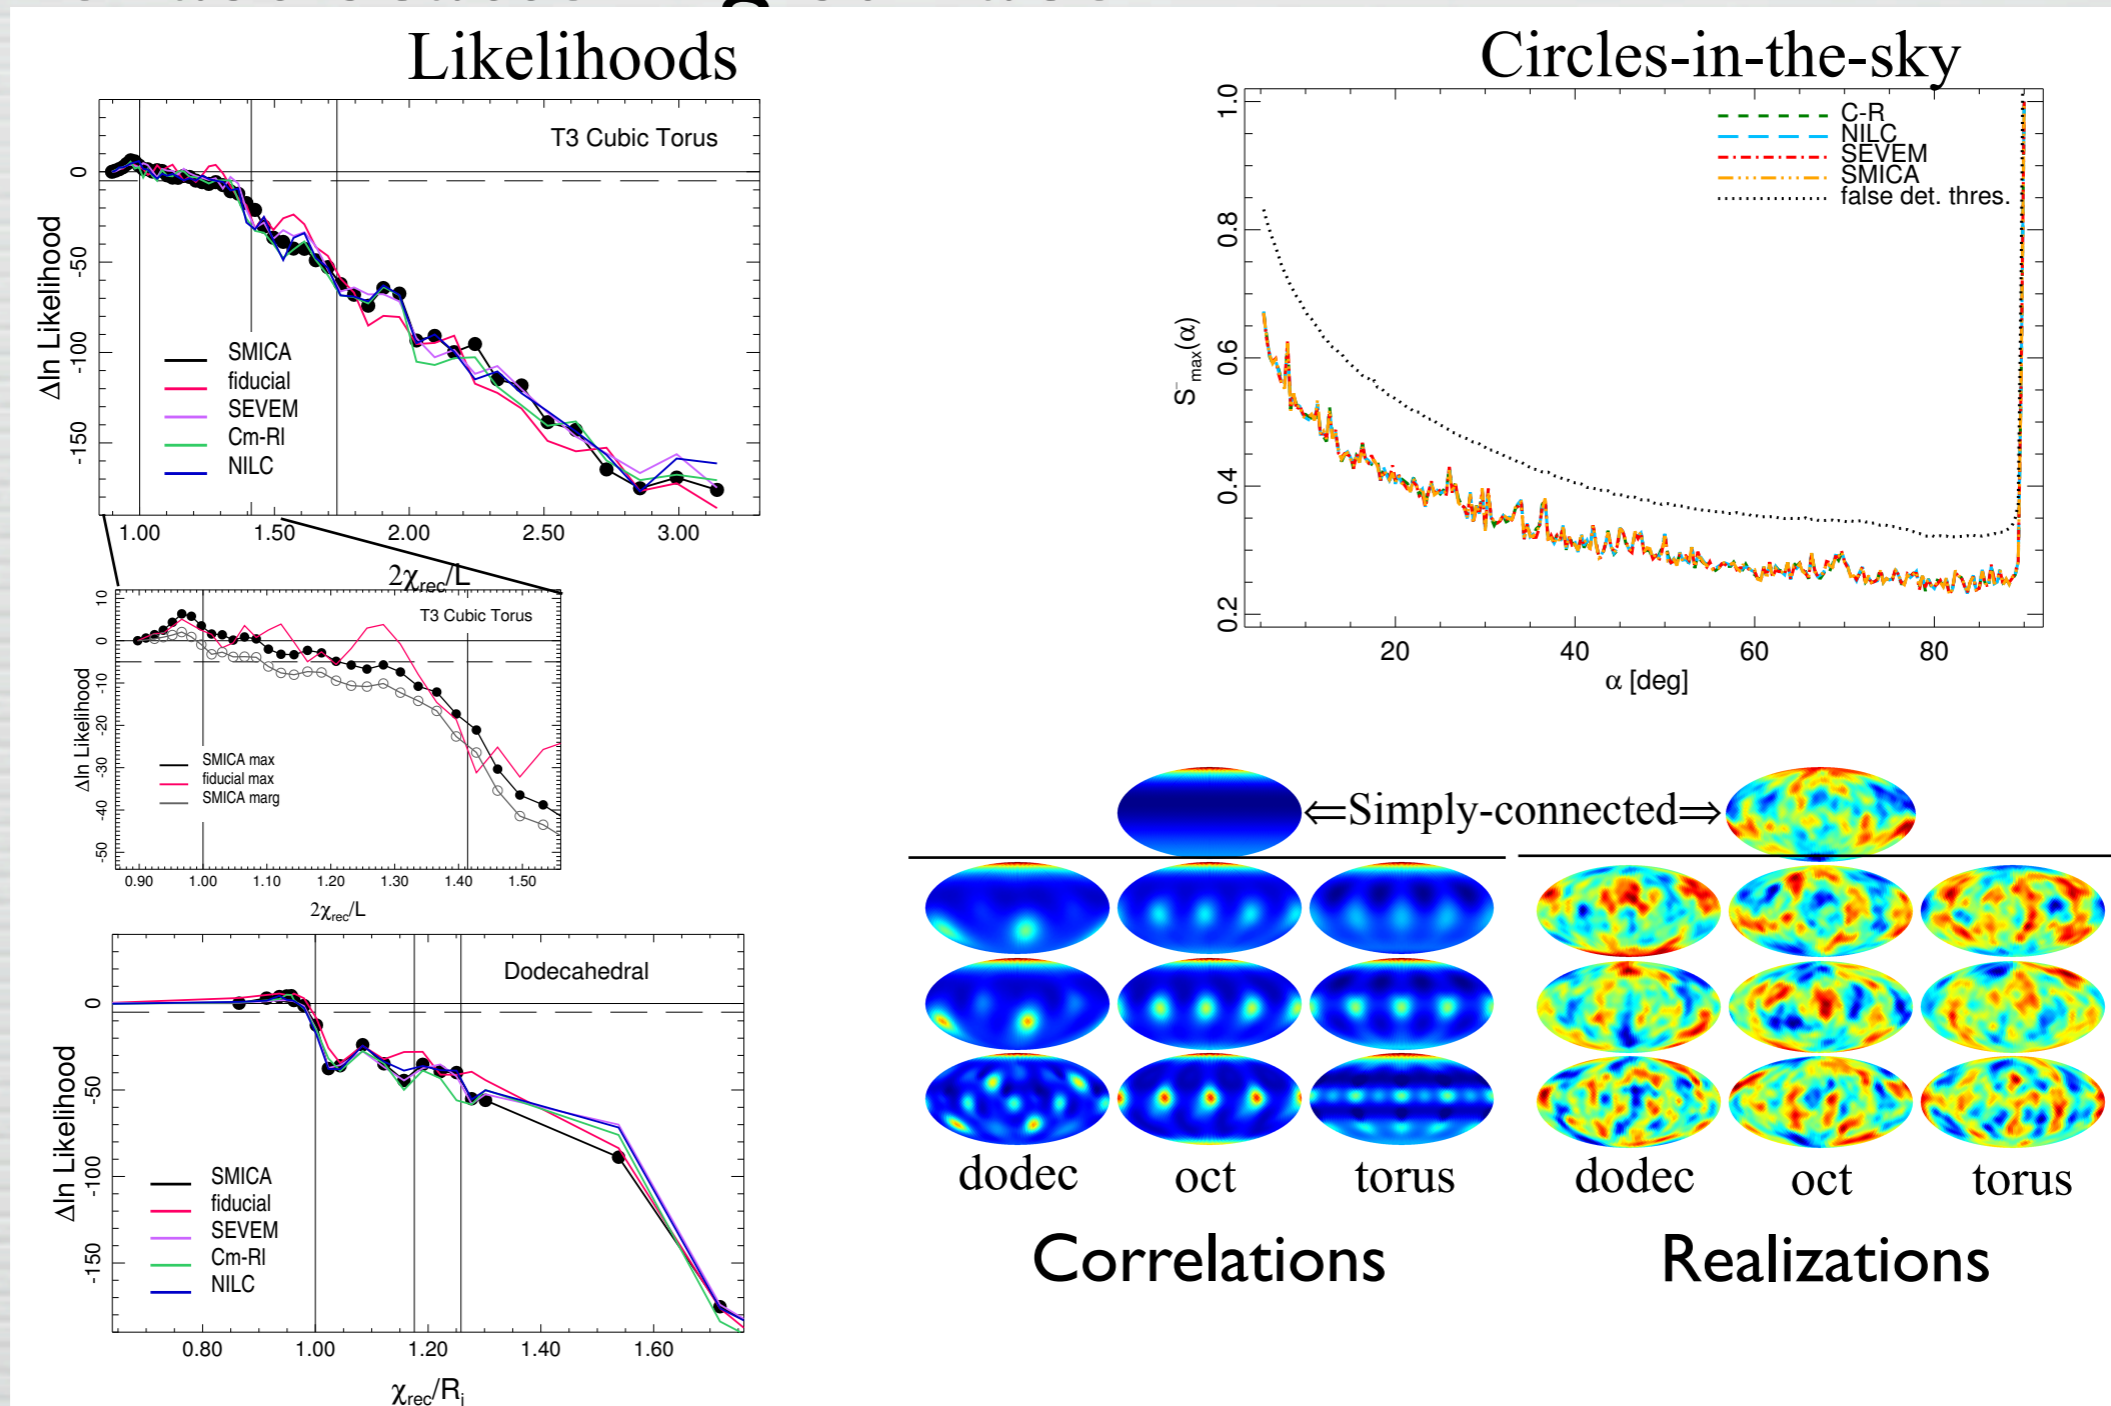 Likelihoods
T3 Cubic Torus
0
-50
-100
-150
Δln Likelihood
SMICA
fiducial
SEVEM
Cm-Rl
NILC
1.00 1.50 2.00 2.50 3.00
2χrec/L
T3 Cubic Torus
10
0
-10
-20
-30
-40
-50
Δln Likelihood
SMICA max
fiducial max
SMICA marg
0.90 1.00 1.10 1.20 1.30 1.40 1.50
2χrec/L
Dodecahedral
0
-50
-100
-150
Δln Likelihood
SMICA
fiducial
SEVEM
Cm-Rl
NILC
0.80 1.00 1.20 1.40 1.60
χrec/Ri
Circles-in-the-sky
1.0
0.8
0.6
0.4
0.2
S⁻max(α)
C-R
NILC
SEVEM
SMICA
false det. thres.
20 40 60 80
α [deg]
⇐Simply-connected⇒
dodec oct torus
dodec oct torus
Correlations
Realizations